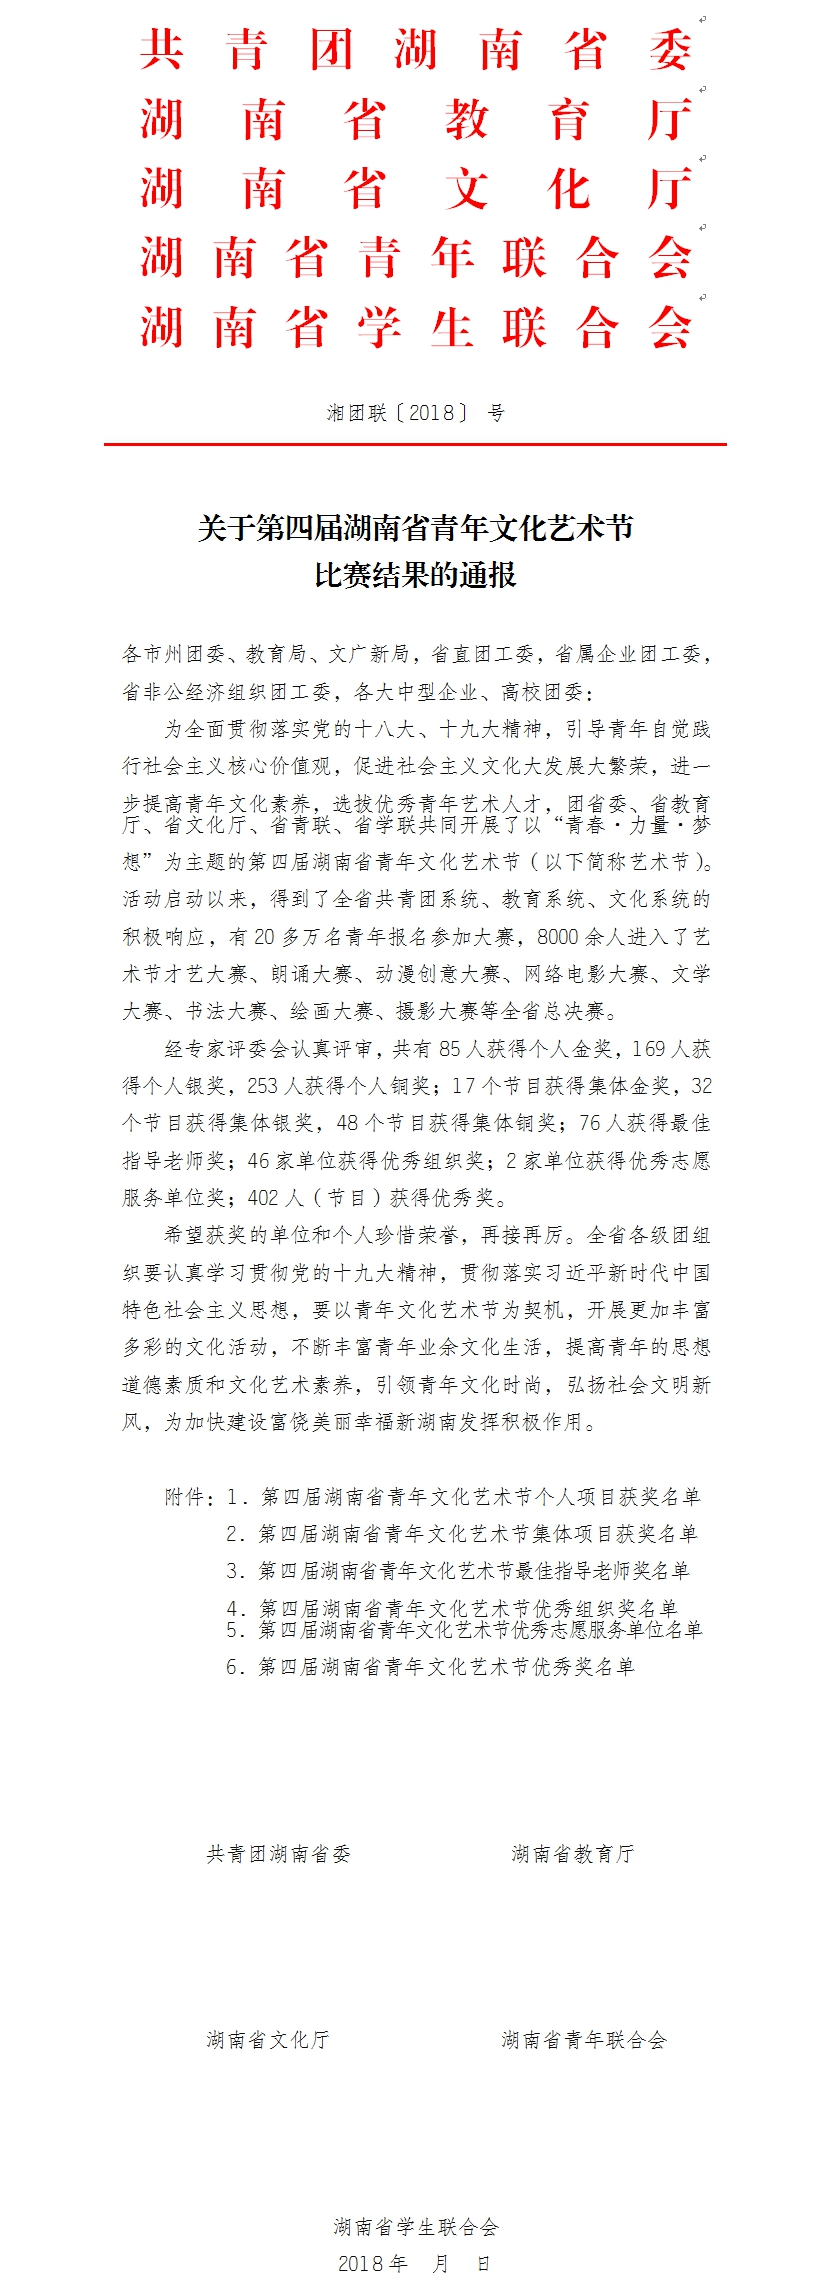 共青团湖南省委
湖南省教育厅
湖南省文化厅
湖南省青年联合会
湖南省学生联合会
湘团联〔2018〕 号
关于第四届湖南省青年文化艺术节
比赛结果的通报
各市州团委、教育局、文广新局，省直团工委，省属企业团工委，
省非公经济组织团工委，各大中型企业、高校团委：
为全面贯彻落实党的十八大、十九大精神，引导青年自觉践
行社会主义核心价值观，促进社会主义文化大发展大繁荣，进一
步提高青年文化素养，选拔优秀青年艺术人才，团省委、省教育
厅、省文化厅、省青联、省学联共同开展了以“青春·力量·梦
想”为主题的第四届湖南省青年文化艺术节（以下简称艺术节）。
活动启动以来，得到了全省共青团系统、教育系统、文化系统的
积极响应，有20多万名青年报名参加大赛，8000余人进入了艺
术节才艺大赛、朗诵大赛、动漫创意大赛、网络电影大赛、文学
大赛、书法大赛、绘画大赛、摄影大赛等全省总决赛。
经专家评委会认真评审，共有85人获得个人金奖，169人获
得个人银奖，253人获得个人铜奖；17个节目获得集体金奖，32
个节目获得集体银奖，48个节目获得集体铜奖；76人获得最佳
指导老师奖；46家单位获得优秀组织奖；2家单位获得优秀志愿
服务单位奖；402人（节目）获得优秀奖。
希望获奖的单位和个人珍惜荣誉，再接再厉。全省各级团组
织要认真学习贯彻党的十九大精神，贯彻落实习近平新时代中国
特色社会主义思想，要以青年文化艺术节为契机，开展更加丰富
多彩的文化活动，不断丰富青年业余文化生活，提高青年的思想
道德素质和文化艺术素养，引领青年文化时尚，弘扬社会文明新
风，为加快建设富饶美丽幸福新湖南发挥积极作用。
附件：1．第四届湖南省青年文化艺术节个人项目获奖名单
2．第四届湖南省青年文化艺术节集体项目获奖名单
3．第四届湖南省青年文化艺术节最佳指导老师奖名单
4．第四届湖南省青年文化艺术节优秀组织奖名单
5．第四届湖南省青年文化艺术节优秀志愿服务单位名单
6．第四届湖南省青年文化艺术节优秀奖名单
共青团湖南省委 湖南省教育厅
湖南省文化厅 湖南省青年联合会
湖南省学生联合会
2018年 月 日